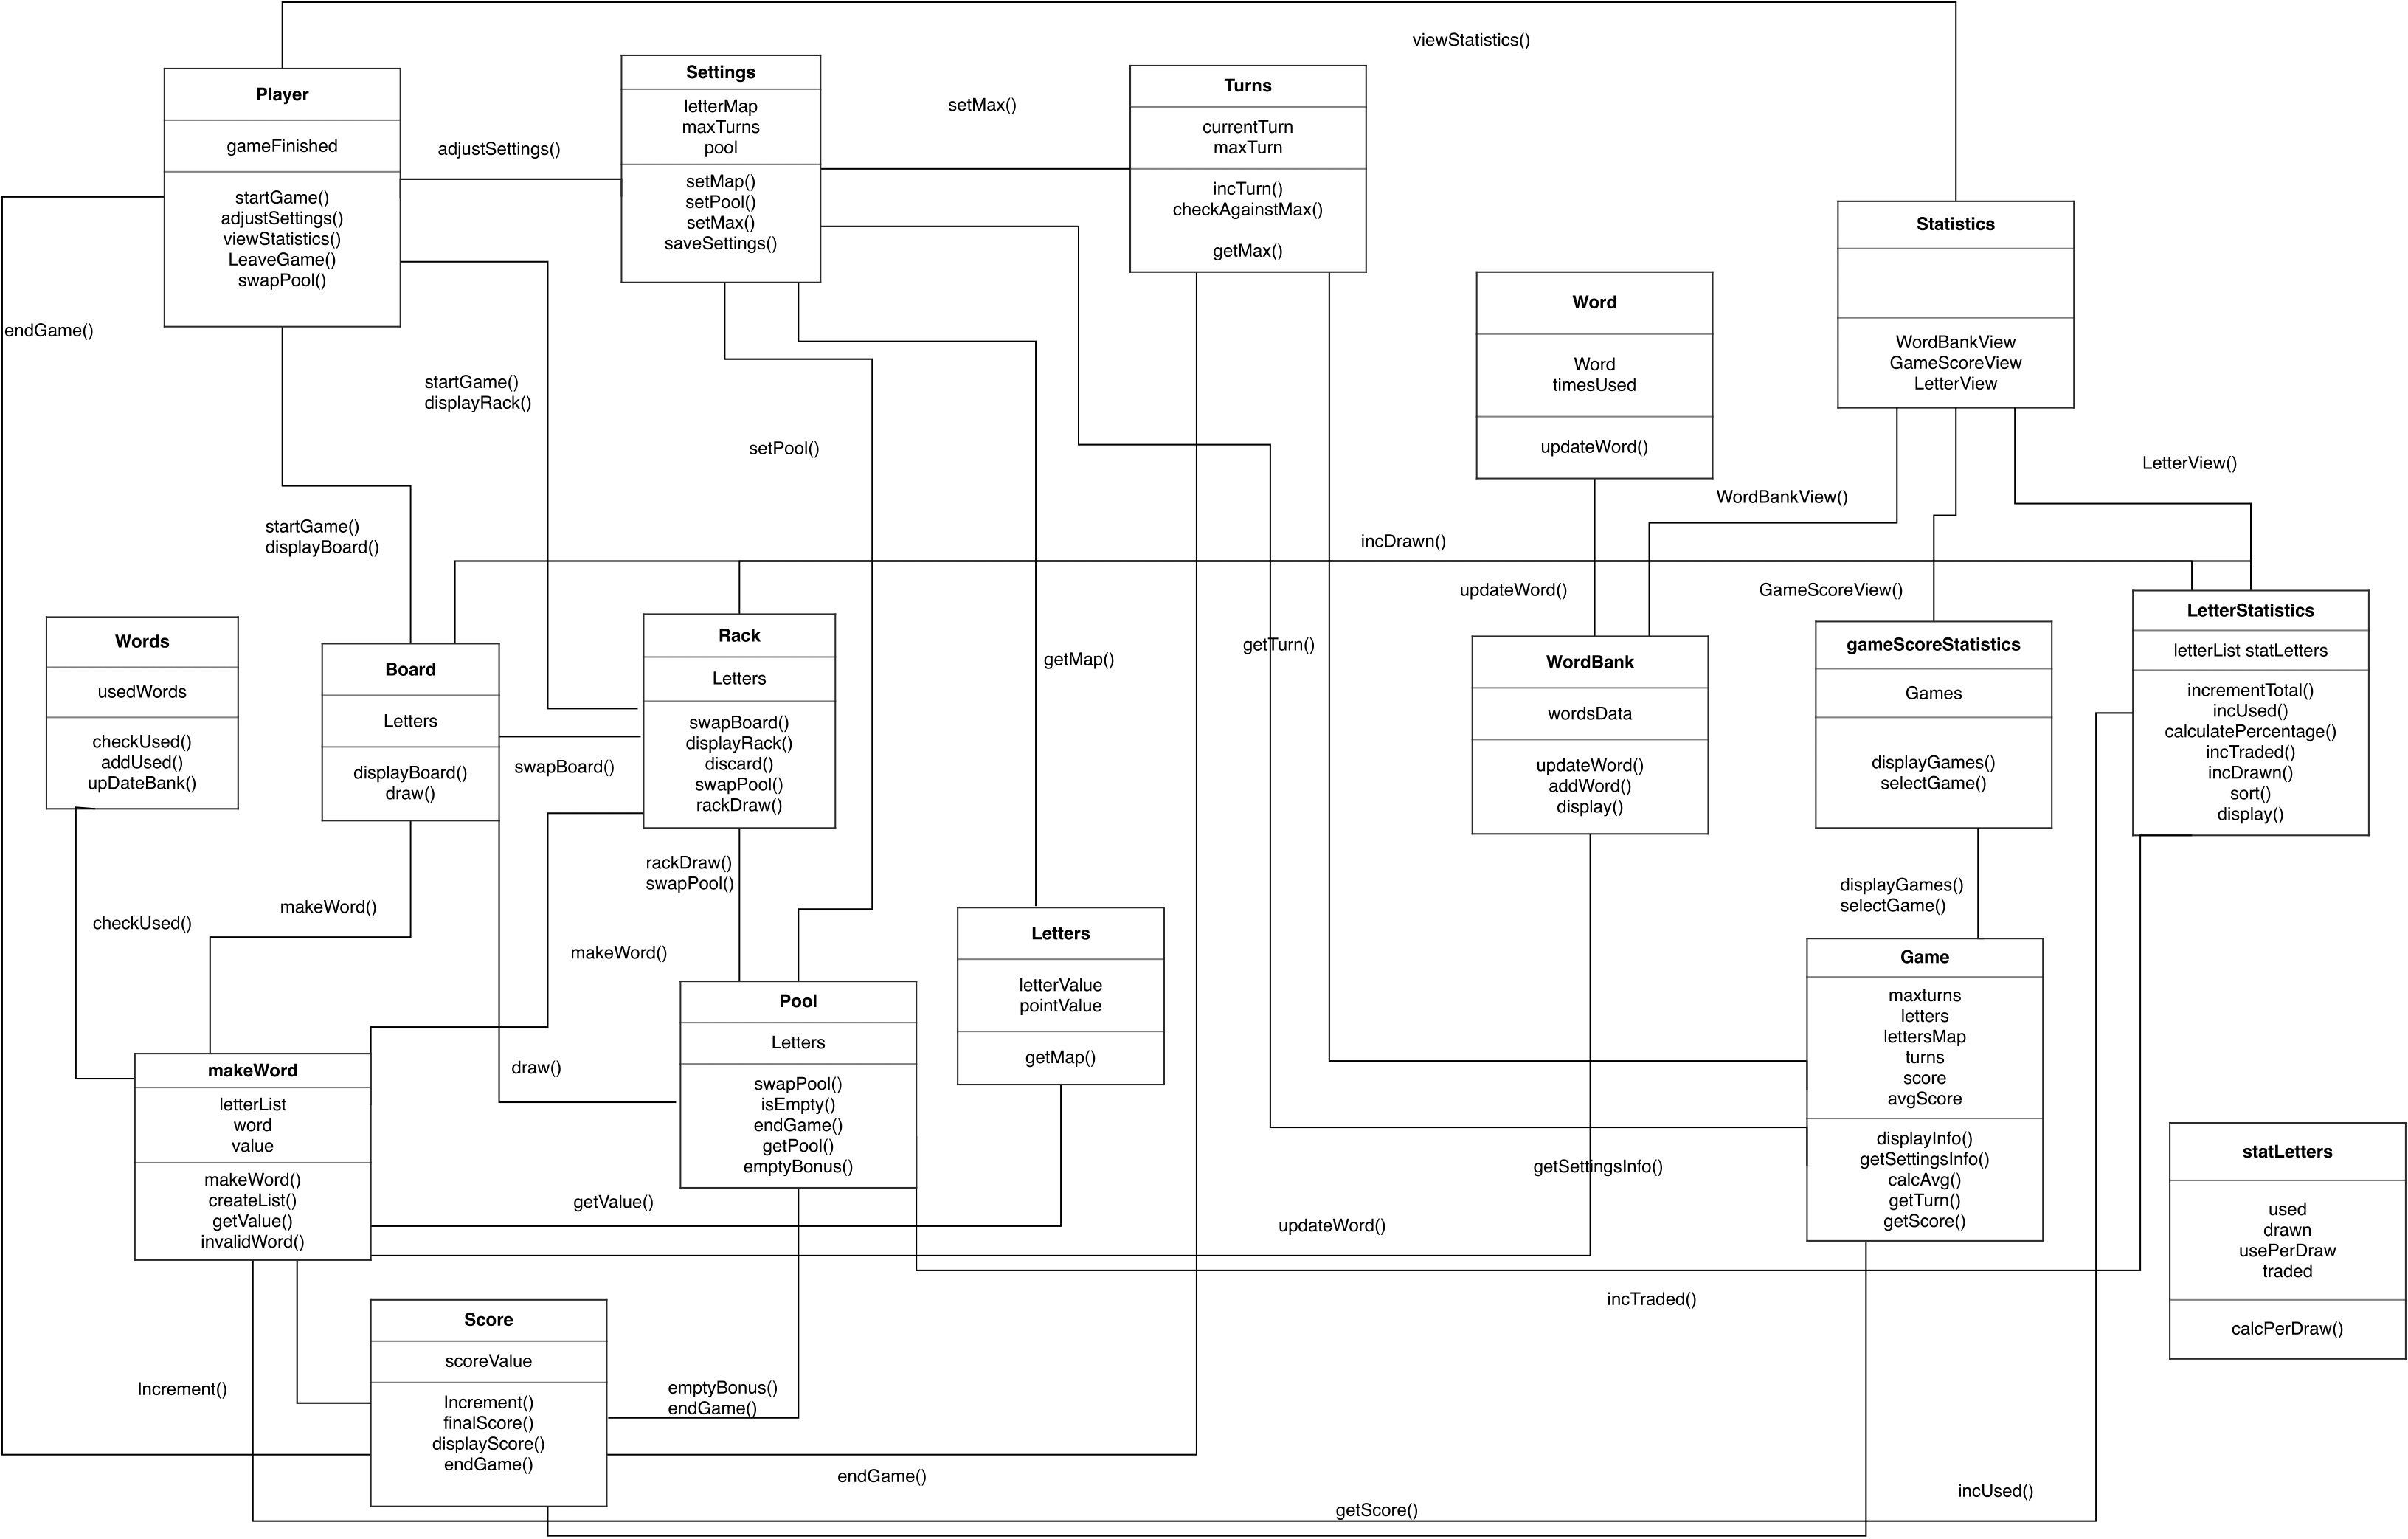 viewStatistics()
Player
gameFinished
startGame()
adjustSettings()
viewStatistics()
LeaveGame()
swapPool()
adjustSettings()
Settings
letterMap
maxTurns
pool
setMap()
setPool()
setMax()
saveSettings()
setMax()
Turns
currentTurn
maxTurn
incTurn()
checkAgainstMax()
getMax()
Statistics
WordBankView
GameScoreView
LetterView
Word
Word
timesUsed
updateWord()
endGame()
startGame()
displayRack()
setPool()
WordBankView()
LetterView()
startGame()
displayBoard()
incDrawn()
updateWord()
GameScoreView()
getTurn()
getMap()
Words
usedWords
checkUsed()
addUsed()
upDateBank()
Board
Letters
displayBoard()
draw()
swapBoard()
Rack
Letters
swapBoard()
displayRack()
discard()
swapPool()
rackDraw()
WordBank
wordsData
updateWord()
addWord()
display()
gameScoreStatistics
Games
displayGames()
selectGame()
LetterStatistics
letterList statLetters
incrementTotal()
incUsed()
calculatePercentage()
incTraded()
incDrawn()
sort()
display()
rackDraw()
swapPool()
displayGames()
selectGame()
makeWord()
checkUsed()
makeWord()
Letters
letterValue
pointValue
getMap()
Game
maxturns
letters
lettersMap
turns
score
avgScore
displayInfo()
getSettingsInfo()
calcAvg()
getTurn()
getScore()
Pool
Letters
swapPool()
isEmpty()
endGame()
getPool()
emptyBonus()
draw()
makeWord
letterList
word
value
makeWord()
createList()
getValue()
invalidWord()
getValue()
getSettingsInfo()
updateWord()
statLetters
used
drawn
usePerDraw
traded
calcPerDraw()
incTraded()
Score
scoreValue
Increment()
finalScore()
displayScore()
endGame()
Increment()
emptyBonus()
endGame()
endGame()
incUsed()
getScore()